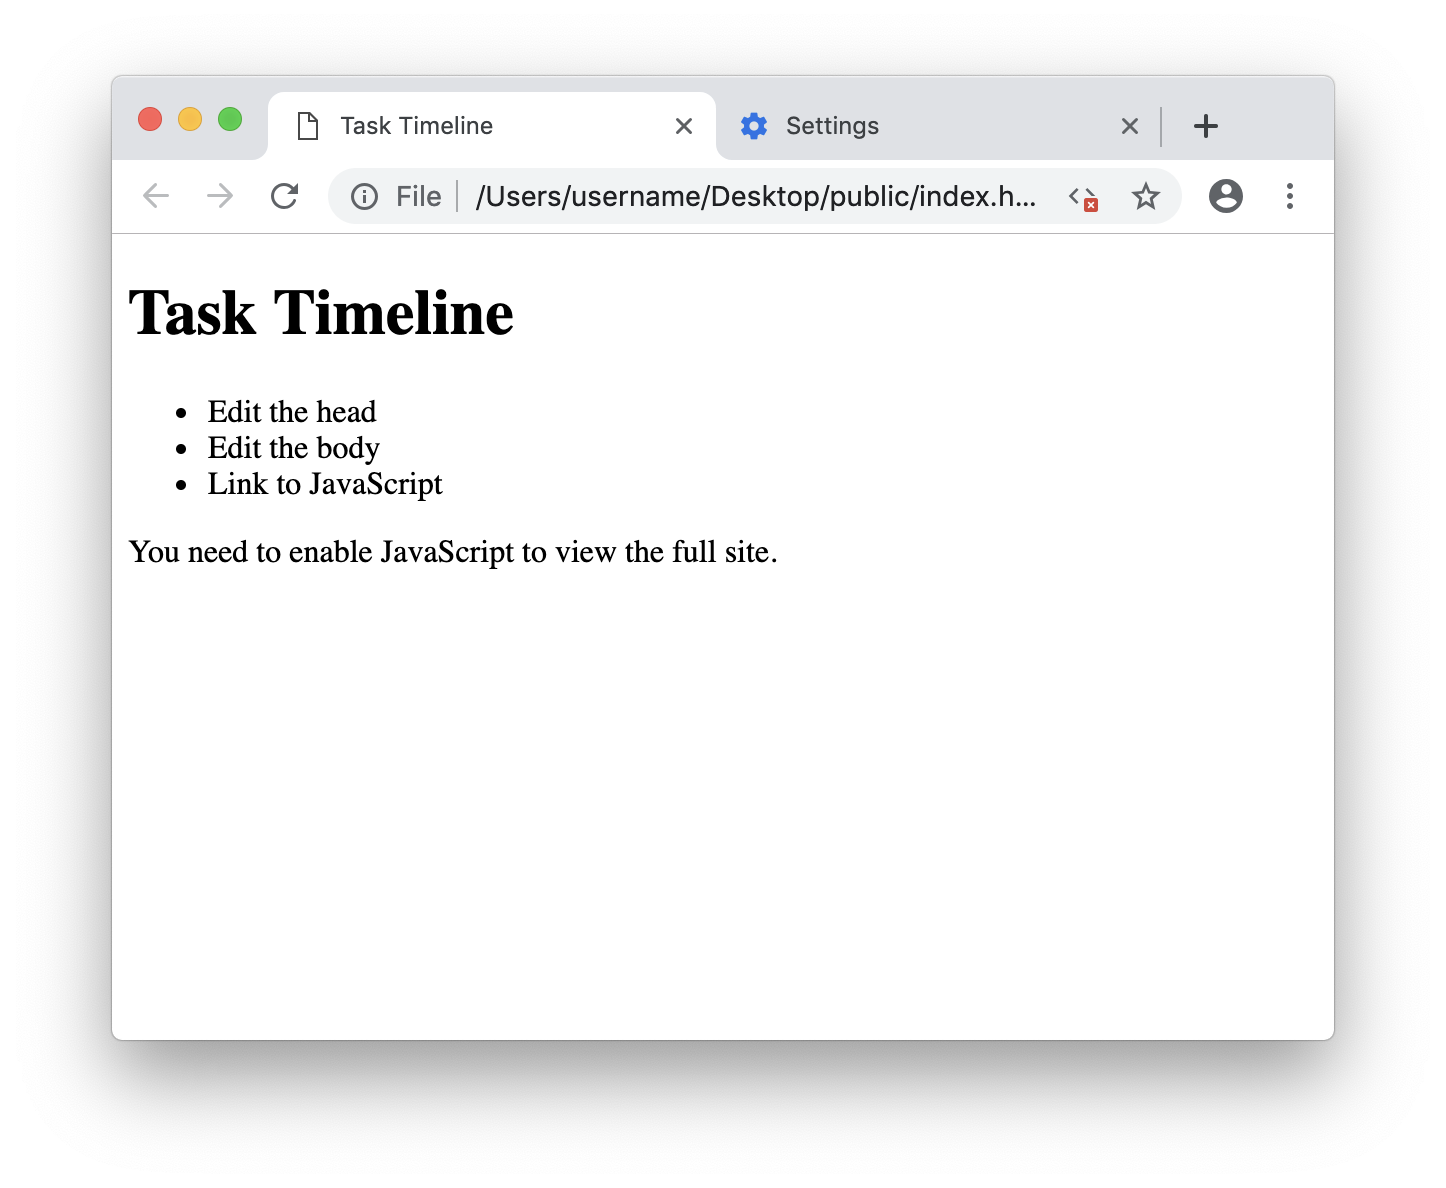 Task Timeline
Settings
File
/Users/username/Desktop/public/index.h...
Task Timeline
• Edit the head
• Edit the body
• Link to JavaScript
You need to enable JavaScript to view the full site.